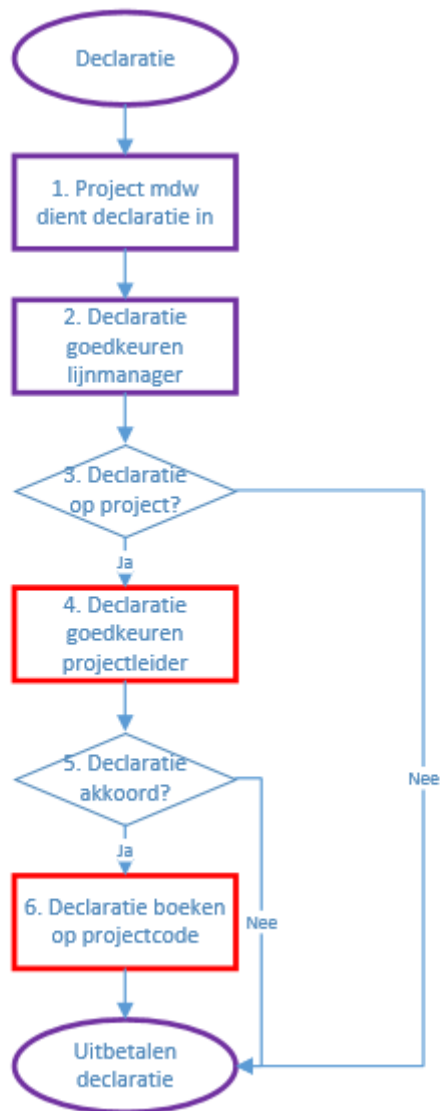 Declaratie
1. Project mdw
dient declaratie in
2. Declaratie
goedkeuren
lijnmanager
3. Declaratie
op project?
Ja
4. Declaratie
goedkeuren
projectleider
5. Declaratie
akkoord?
Nee
Ja
6. Declaratie boeken
op projectcode
Nee
Uitbetalen
declaratie